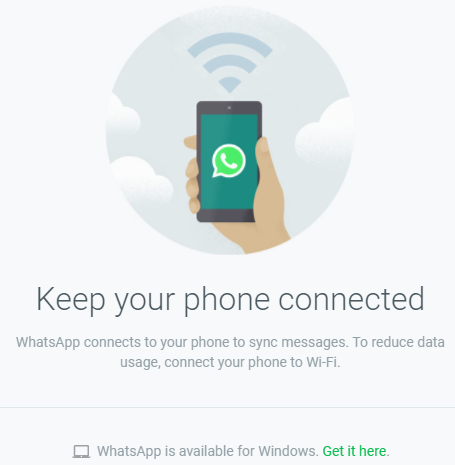 Keep your phone connected
WhatsApp connects to your phone to sync messages. To reduce data
usage, connect your phone to Wi-Fi.
WhatsApp is available for Windows. Get it here.